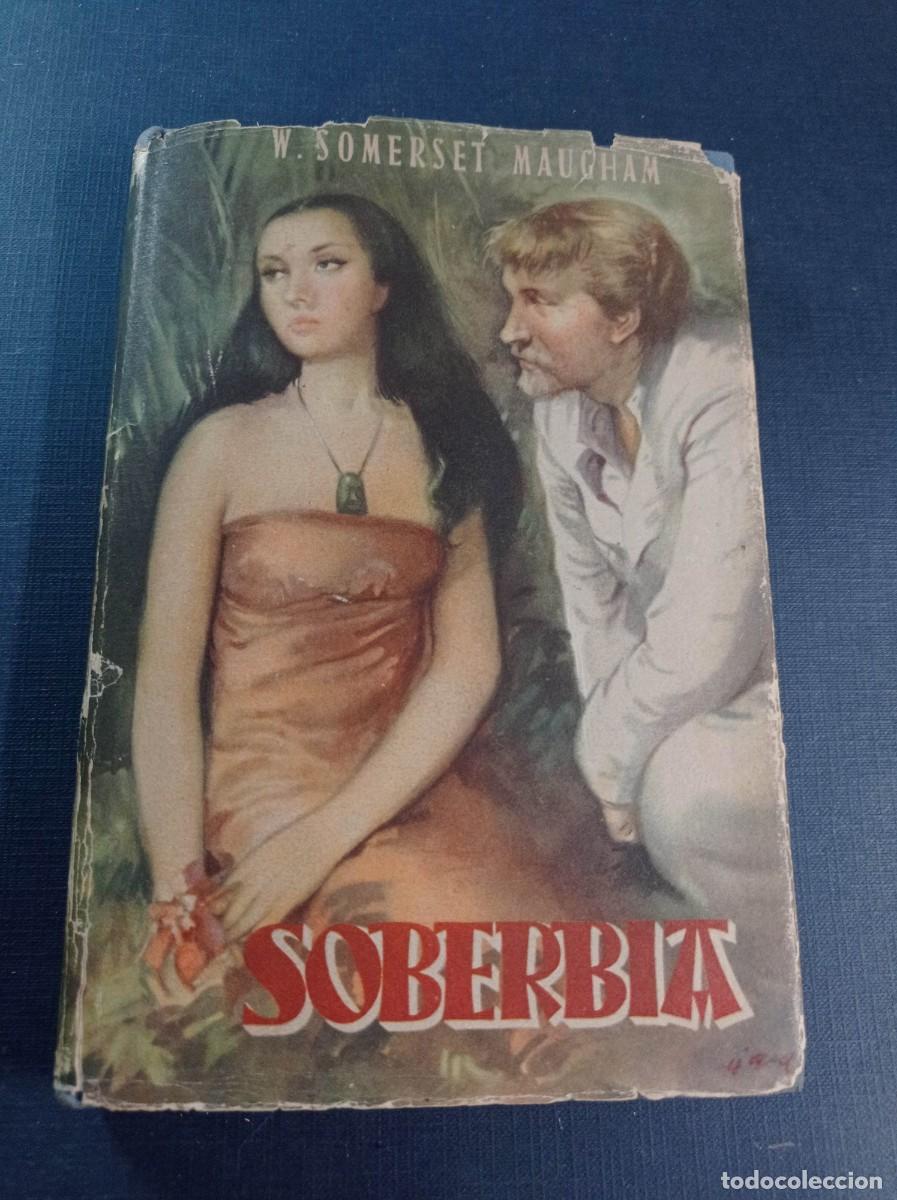 W. SOMERSET MAUGHAM
SOBERBIA
todocoleccion